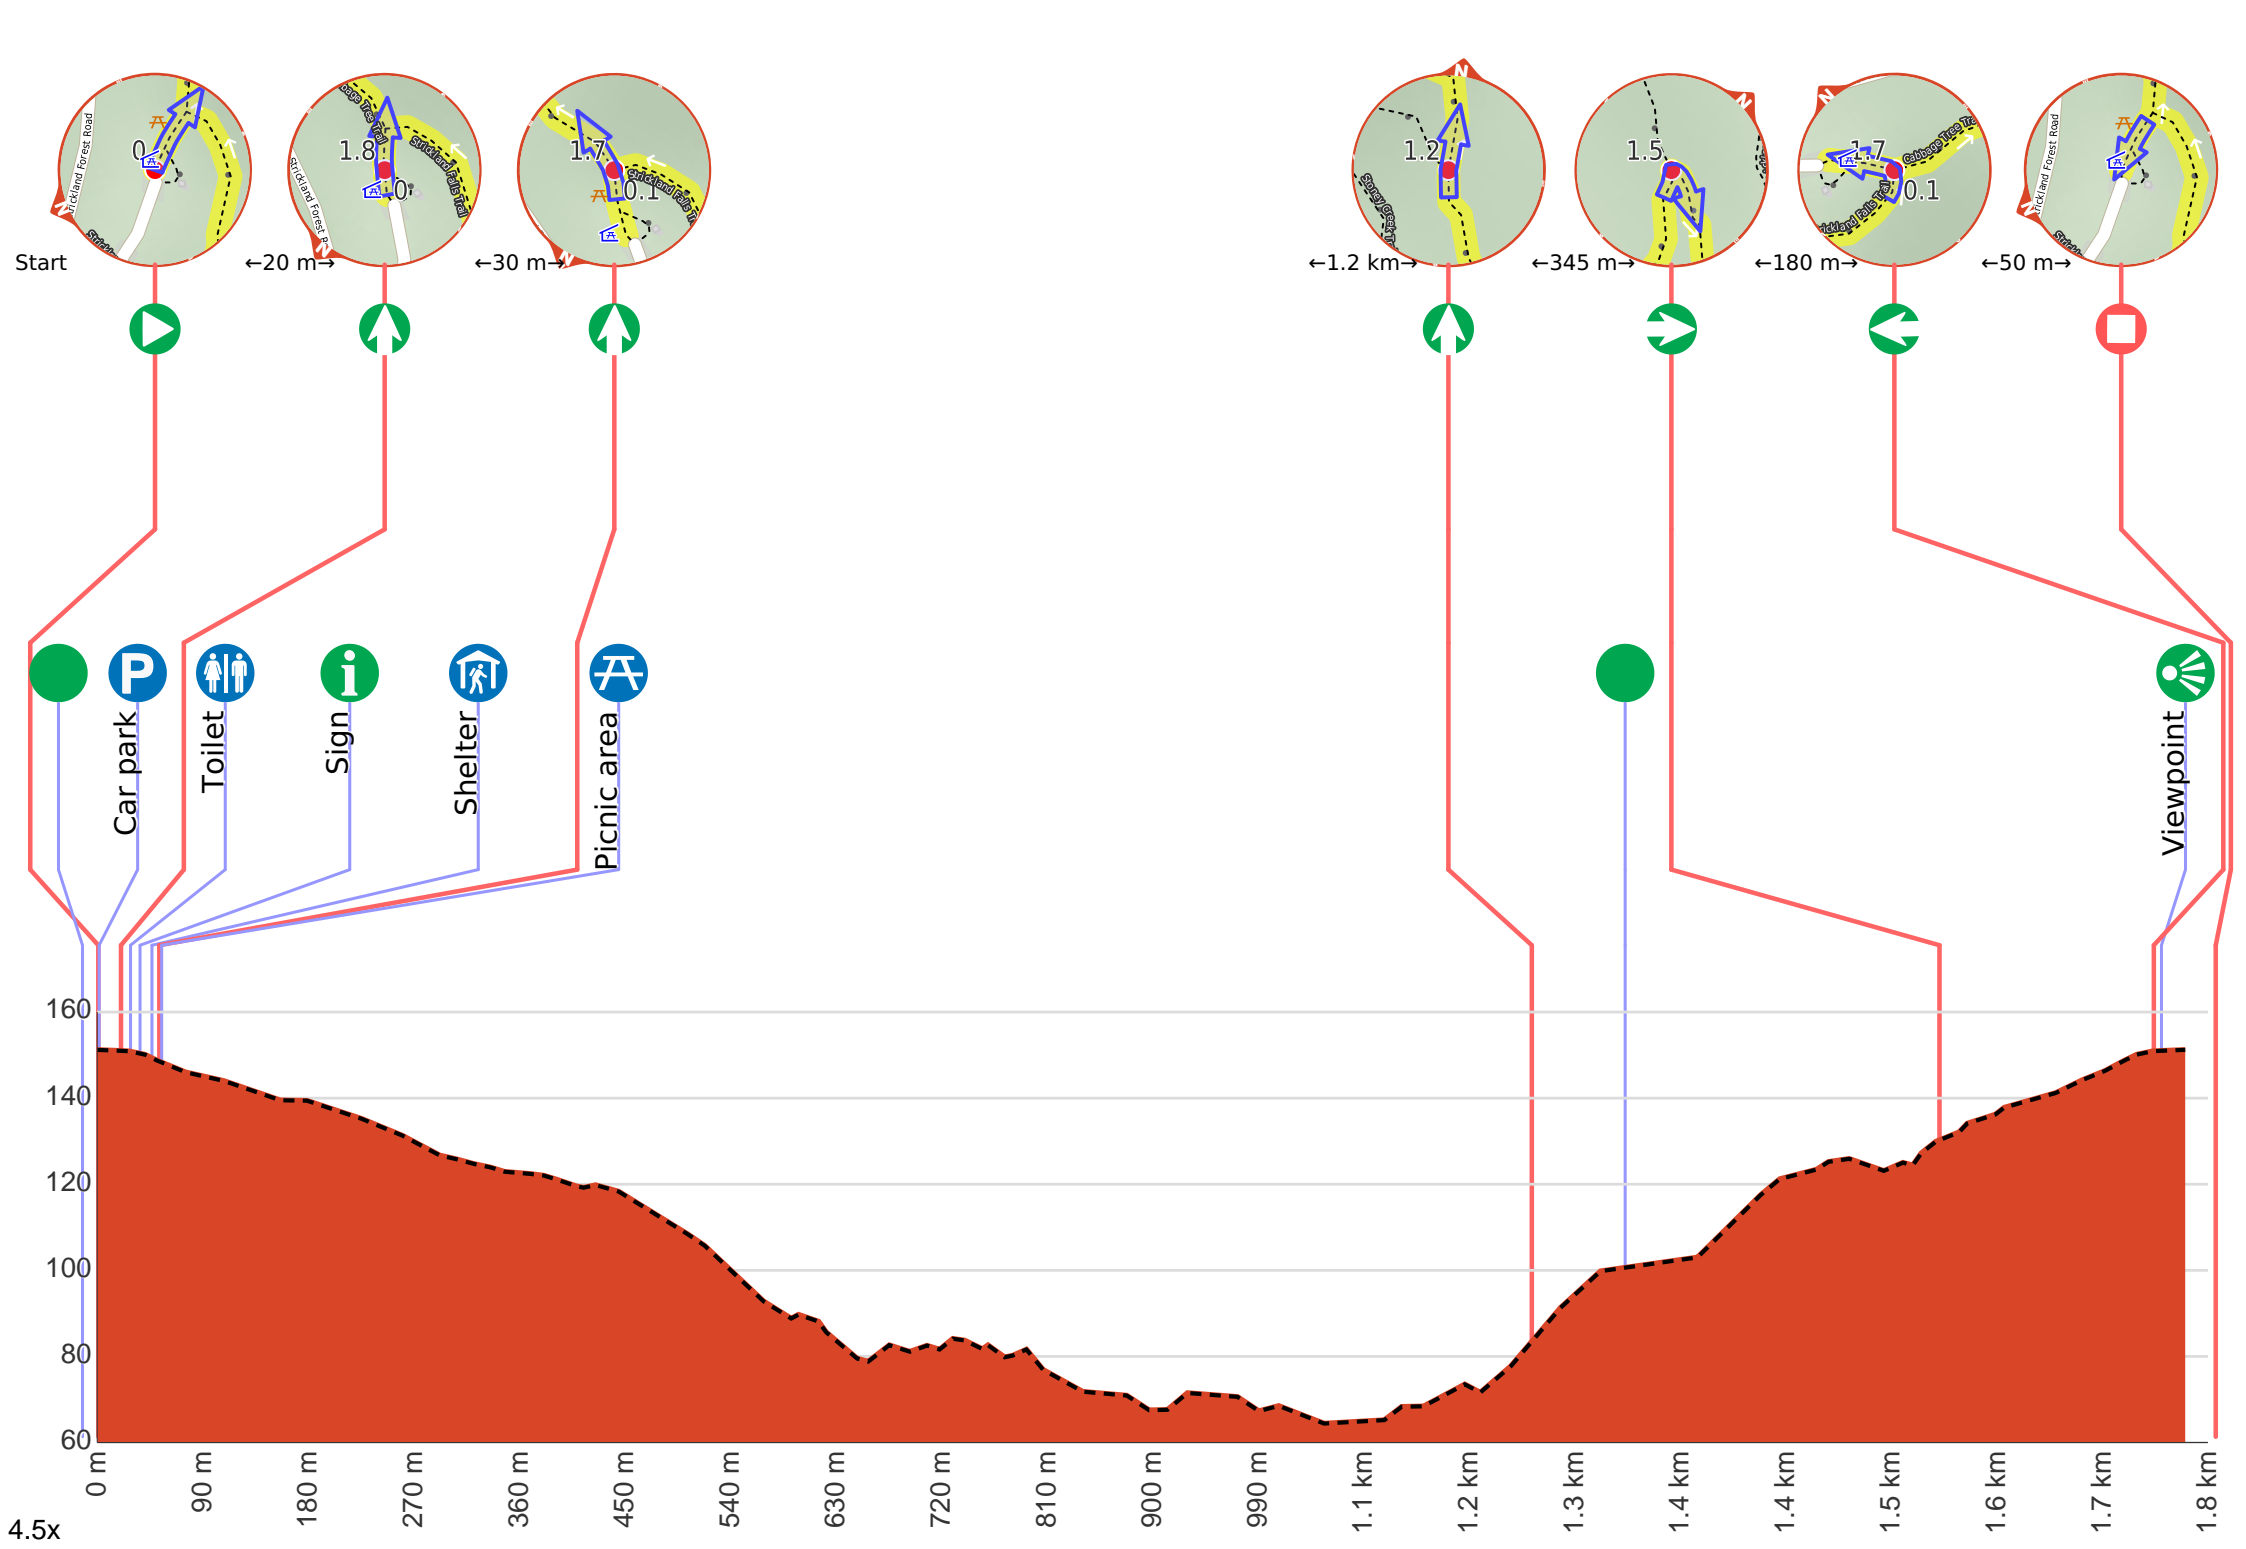 Strickland Forest Road
0
N
Start
1.8
0
Strickland Falls Trail
N
←20 m→
1.7
0.1
N
←30 m→
1.2
N
←1.2 km→
1.5
N
←345 m→
1.7
0.1
Cabbage Tree
N
←180 m→
N
←50 m→
P
i
Car park
Toilet
Sign
Shelter
Picnic area
Viewpoint
160
140
120
100
80
60
0 m
90 m
180 m
270 m
360 m
450 m
540 m
630 m
720 m
810 m
900 m
990 m
1.1 km
1.2 km
1.3 km
1.4 km
1.4 km
1.5 km
1.6 km
1.7 km
1.8 km
4.5x